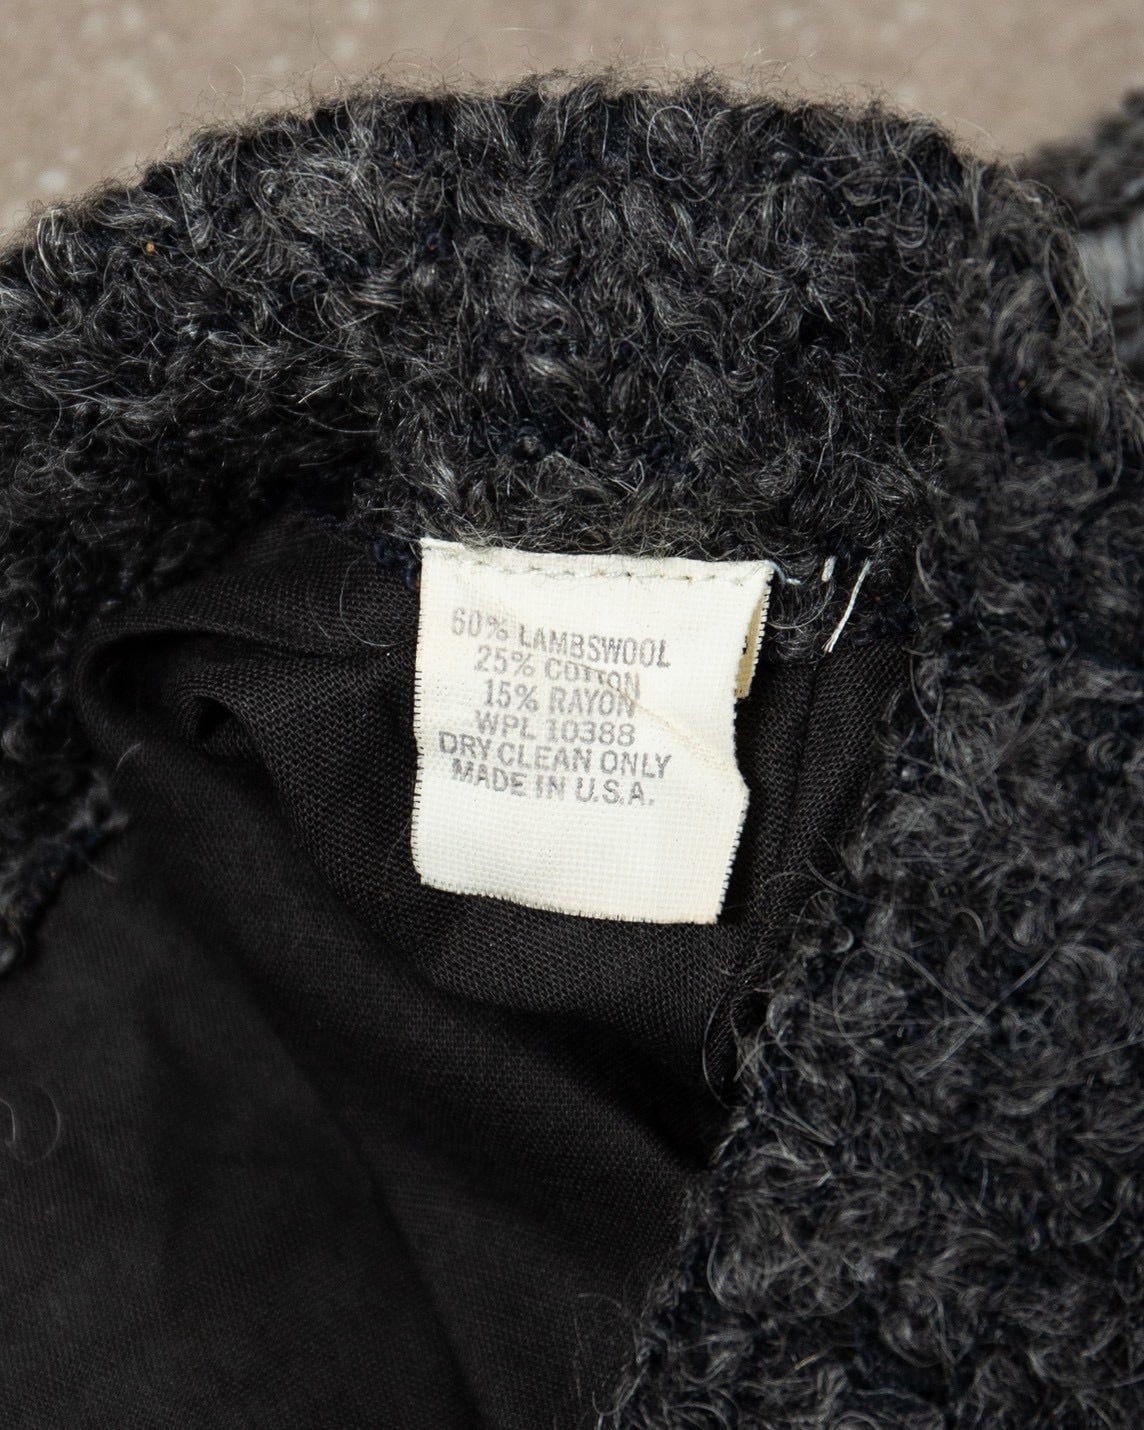 60% LAMBSWOOL
25% COTTON
15% RAYON
WPL 10388
DRY CLEAN ONLY
MADE IN U.S.A.